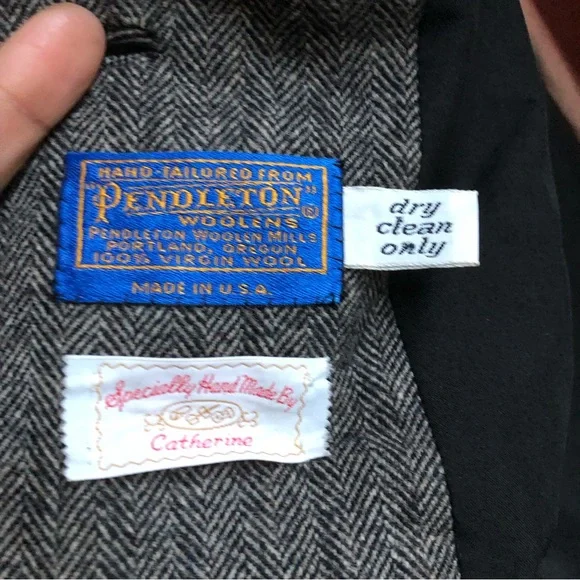 HAND-TAILORED FROM
"PENDLETON"®
WOOLENS
PENDLETON WOOLEN MILLS
PORTLAND, OREGON
100% VIRGIN WOOL
MADE IN U.S.A.
dry
clean
only
Specially Hand Made By
Catherine